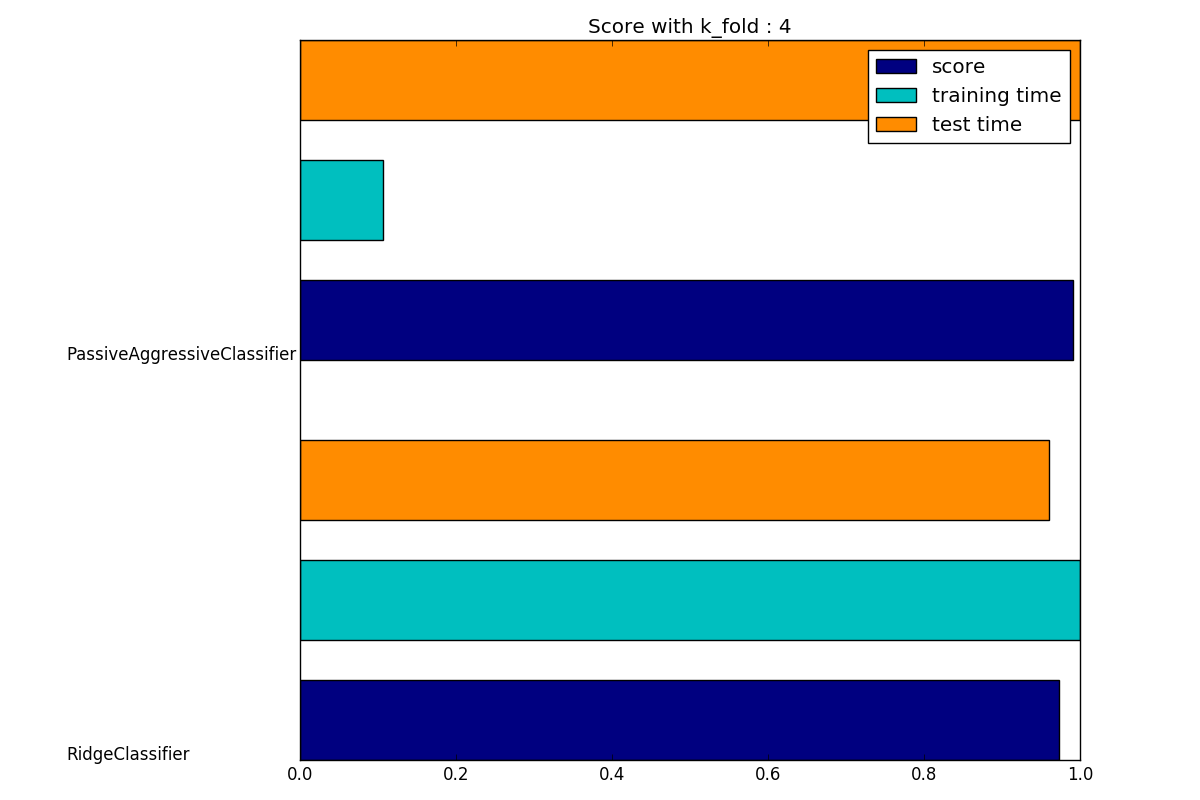 Score with k_fold : 4
score
training time
test time
PassiveAggressiveClassifier
RidgeClassifier
0.0 0.2 0.4 0.6 0.8 1.0